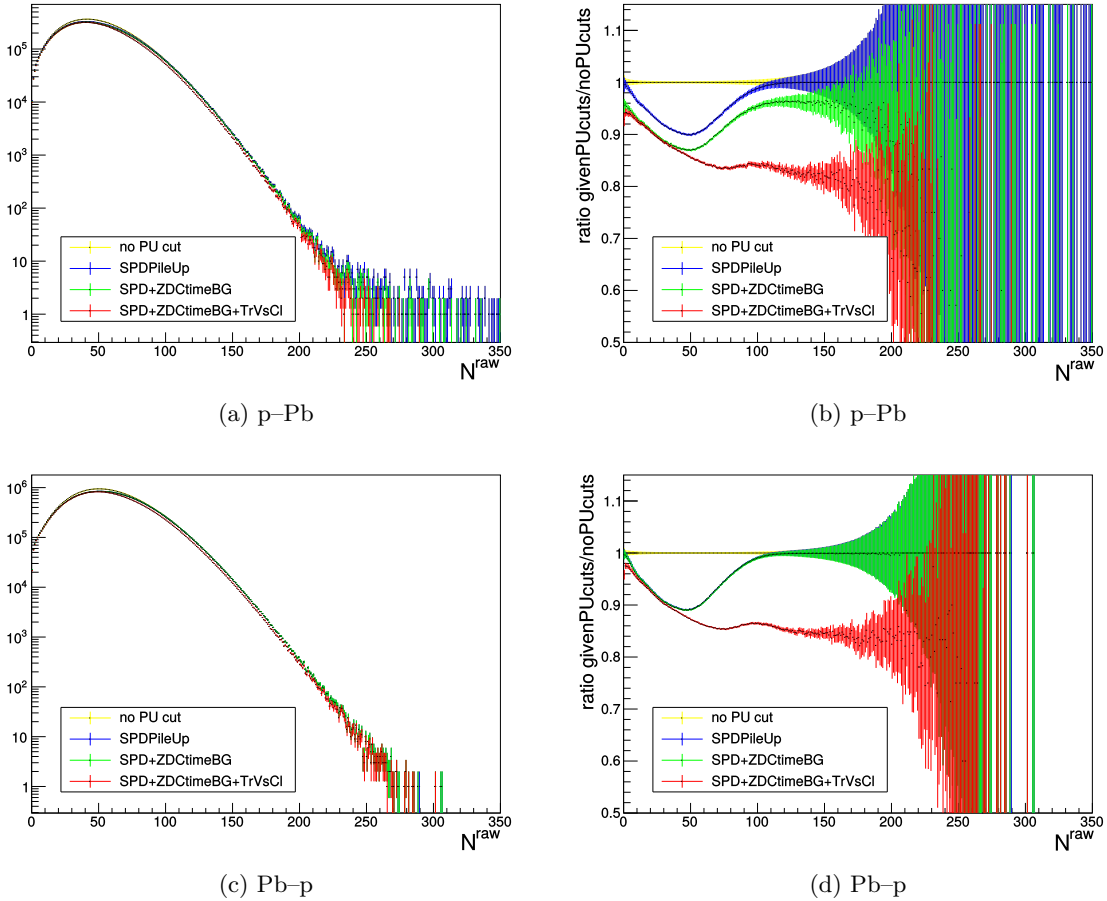 10^5
10^4
10^3
10^2
10
1
0 50 100 150 200 250 300 350
N^raw
no PU cut
SPDPileUp
SPD+ZDCtimeBG
SPD+ZDCtimeBG+TrVsCl
(a) p–Pb
ratio givenPUcuts/noPUcuts
1.1
1
0.9
0.8
0.7
0.6
0.5
0 50 100 150 200 250 300 350
N^raw
no PU cut
SPDPileUp
SPD+ZDCtimeBG
SPD+ZDCtimeBG+TrVsCl
(b) p–Pb
10^6
10^5
10^4
10^3
10^2
10
1
0 50 100 150 200 250 300 350
N^raw
no PU cut
SPDPileUp
SPD+ZDCtimeBG
SPD+ZDCtimeBG+TrVsCl
(c) Pb–p
ratio givenPUcuts/noPUcuts
1.1
1
0.9
0.8
0.7
0.6
0.5
0 50 100 150 200 250 300 350
N^raw
no PU cut
SPDPileUp
SPD+ZDCtimeBG
SPD+ZDCtimeBG+TrVsCl
(d) Pb–p